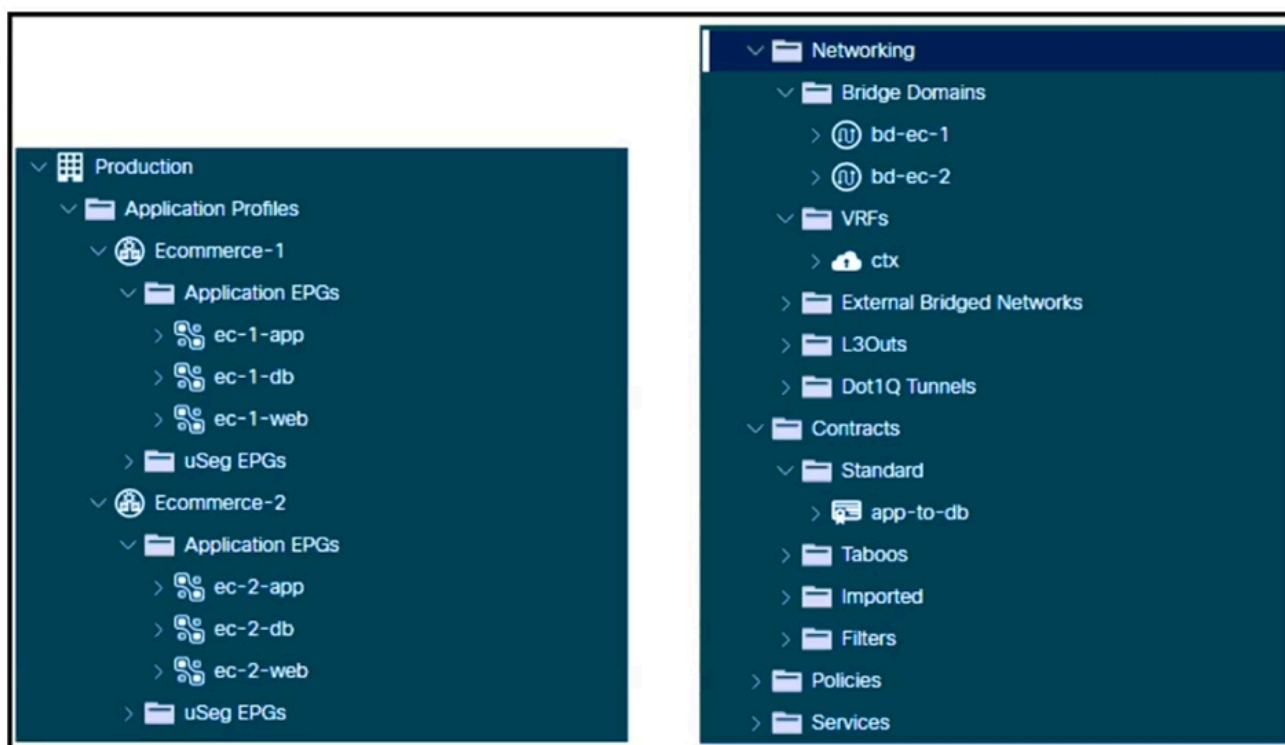 Production
Application Profiles
Ecommerce-1
Application EPGs
ec-1-app
ec-1-db
ec-1-web
uSeg EPGs
Ecommerce-2
Application EPGs
ec-2-app
ec-2-db
ec-2-web
uSeg EPGs
Networking
Bridge Domains
bd-ec-1
bd-ec-2
VRFs
ctx
External Bridged Networks
L3Outs
Dot1Q Tunnels
Contracts
Standard
app-to-db
Taboos
Imported
Filters
Policies
Services